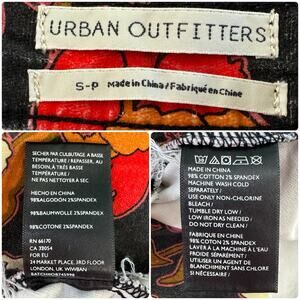 URBAN OUTFITTERS
S-P Made in China/Fabriqué en Chine
SECHER PAR CULBUTAGE A BASSE
TEMPÉRATURE / REPASSER, AU
BESOIN À BASSE
TEMPÉRATURE /
NE PAS NETTOYER À SEC
HECHO EN CHINA
98%ALGODÓN 2%SPANDEX
98%BAUMWOLLE 2%SPANDEX
98%COTONE 2%SPANDEX
RN 66170
CA 32054
FOR EU
24 MARKET PLACE, 3RD FLOOR
LONDON, UK. W1W8AN
MADE IN CHINA
98% COTTON 2% SPANDEX
MACHINE WASH COLD
SEPARATELY/
USE ONLY NON-CHLORINE
BLEACH /
TUMBLE DRY LOW /
LOW IRON AS NEEDED /
DO NOT DRY CLEAN /
FABRIQUE EN CHINE
98% COTON 2% SPANDEX
LAVER A LA MACHINE A
L'EAU FROIDE
SÉPARÉMENT /
UTILISER UN AGENT DE
BLANCHIMENT SANS CHLORE
SI NÉCESSAIRE /